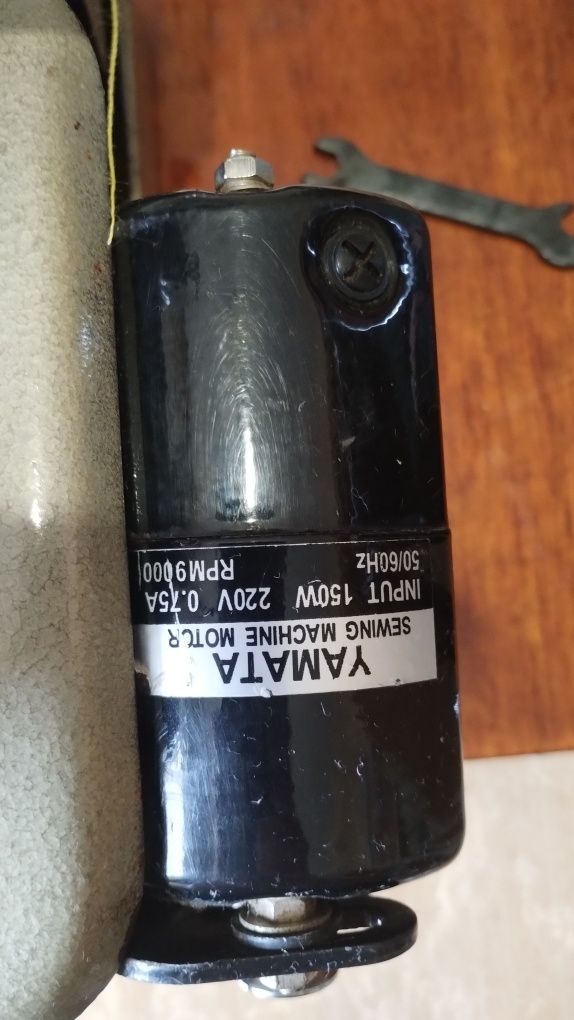 YAMATA
SEWING MACHINE MOTOR
INPUT 150W 220V 0.75A
50/60Hz RPM9000